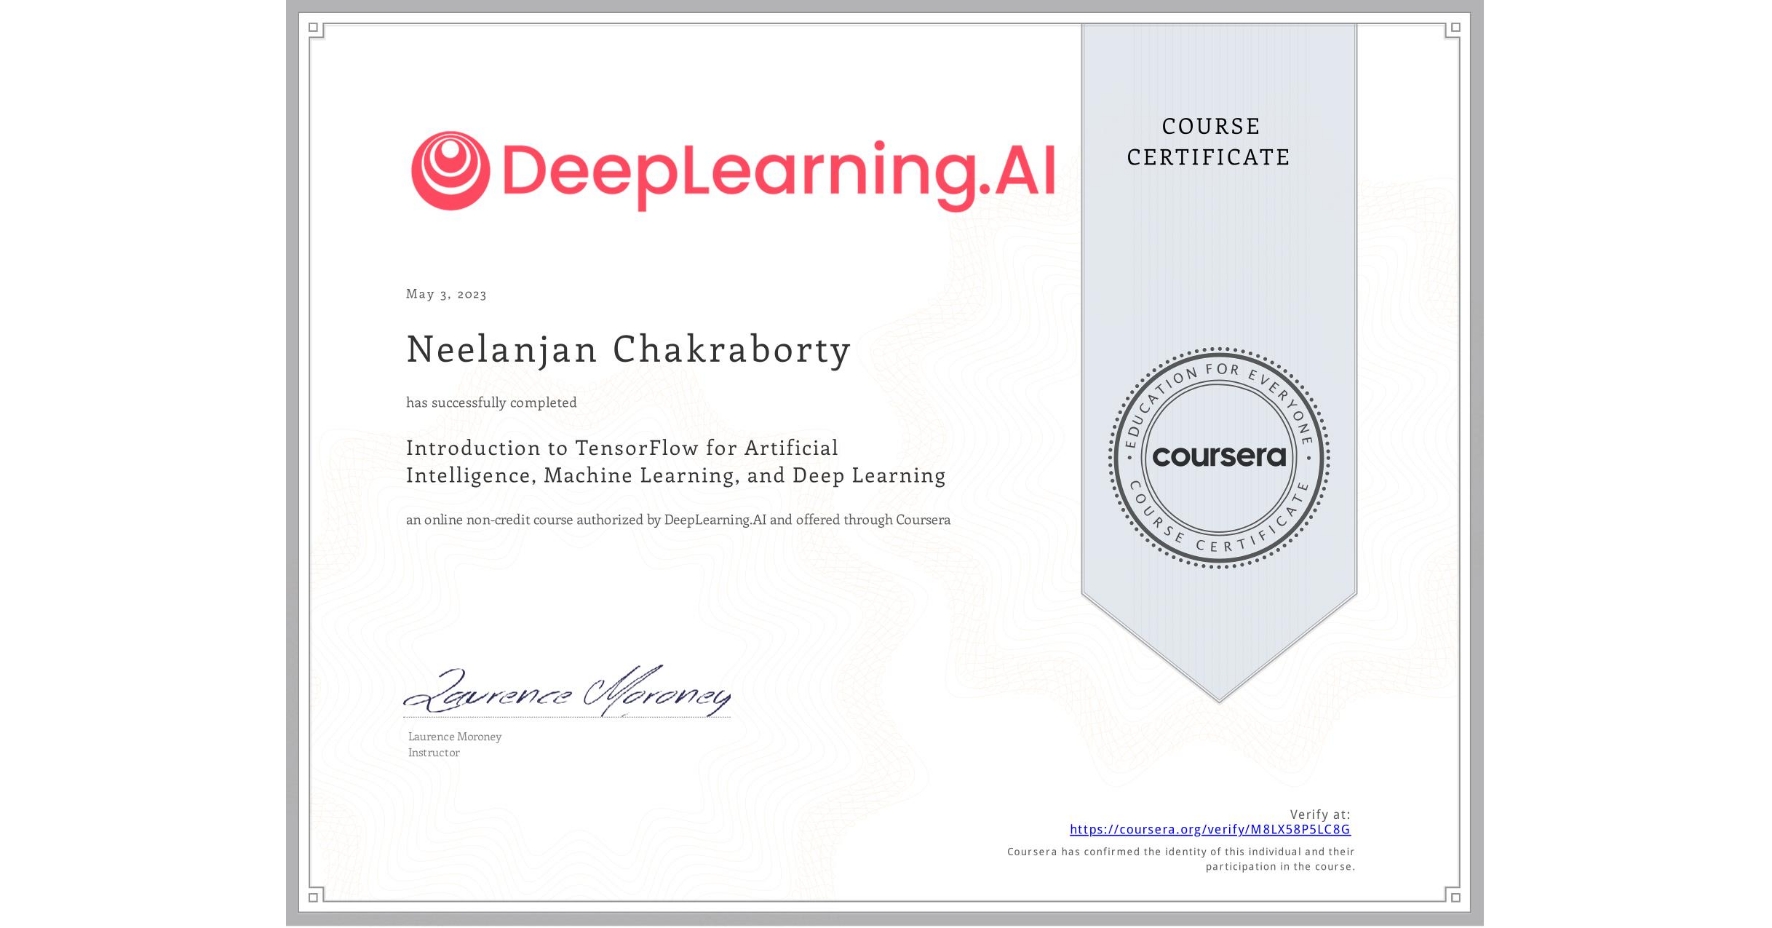 DeepLearning.AI
COURSE
CERTIFICATE
May 3, 2023
Neelanjan Chakraborty
has successfully completed
Introduction to TensorFlow for Artificial
Intelligence, Machine Learning, and Deep Learning
an online non-credit course authorized by DeepLearning.AI and offered through Coursera
EDUCATION FOR EVERYONE
coursera
COURSE CERTIFICATE
Laurence Moroney
Laurence Moroney
Instructor
Verify at:
https://coursera.org/verify/M8LX58P5LC8G
Coursera has confirmed the identity of this individual and their
participation in the course.